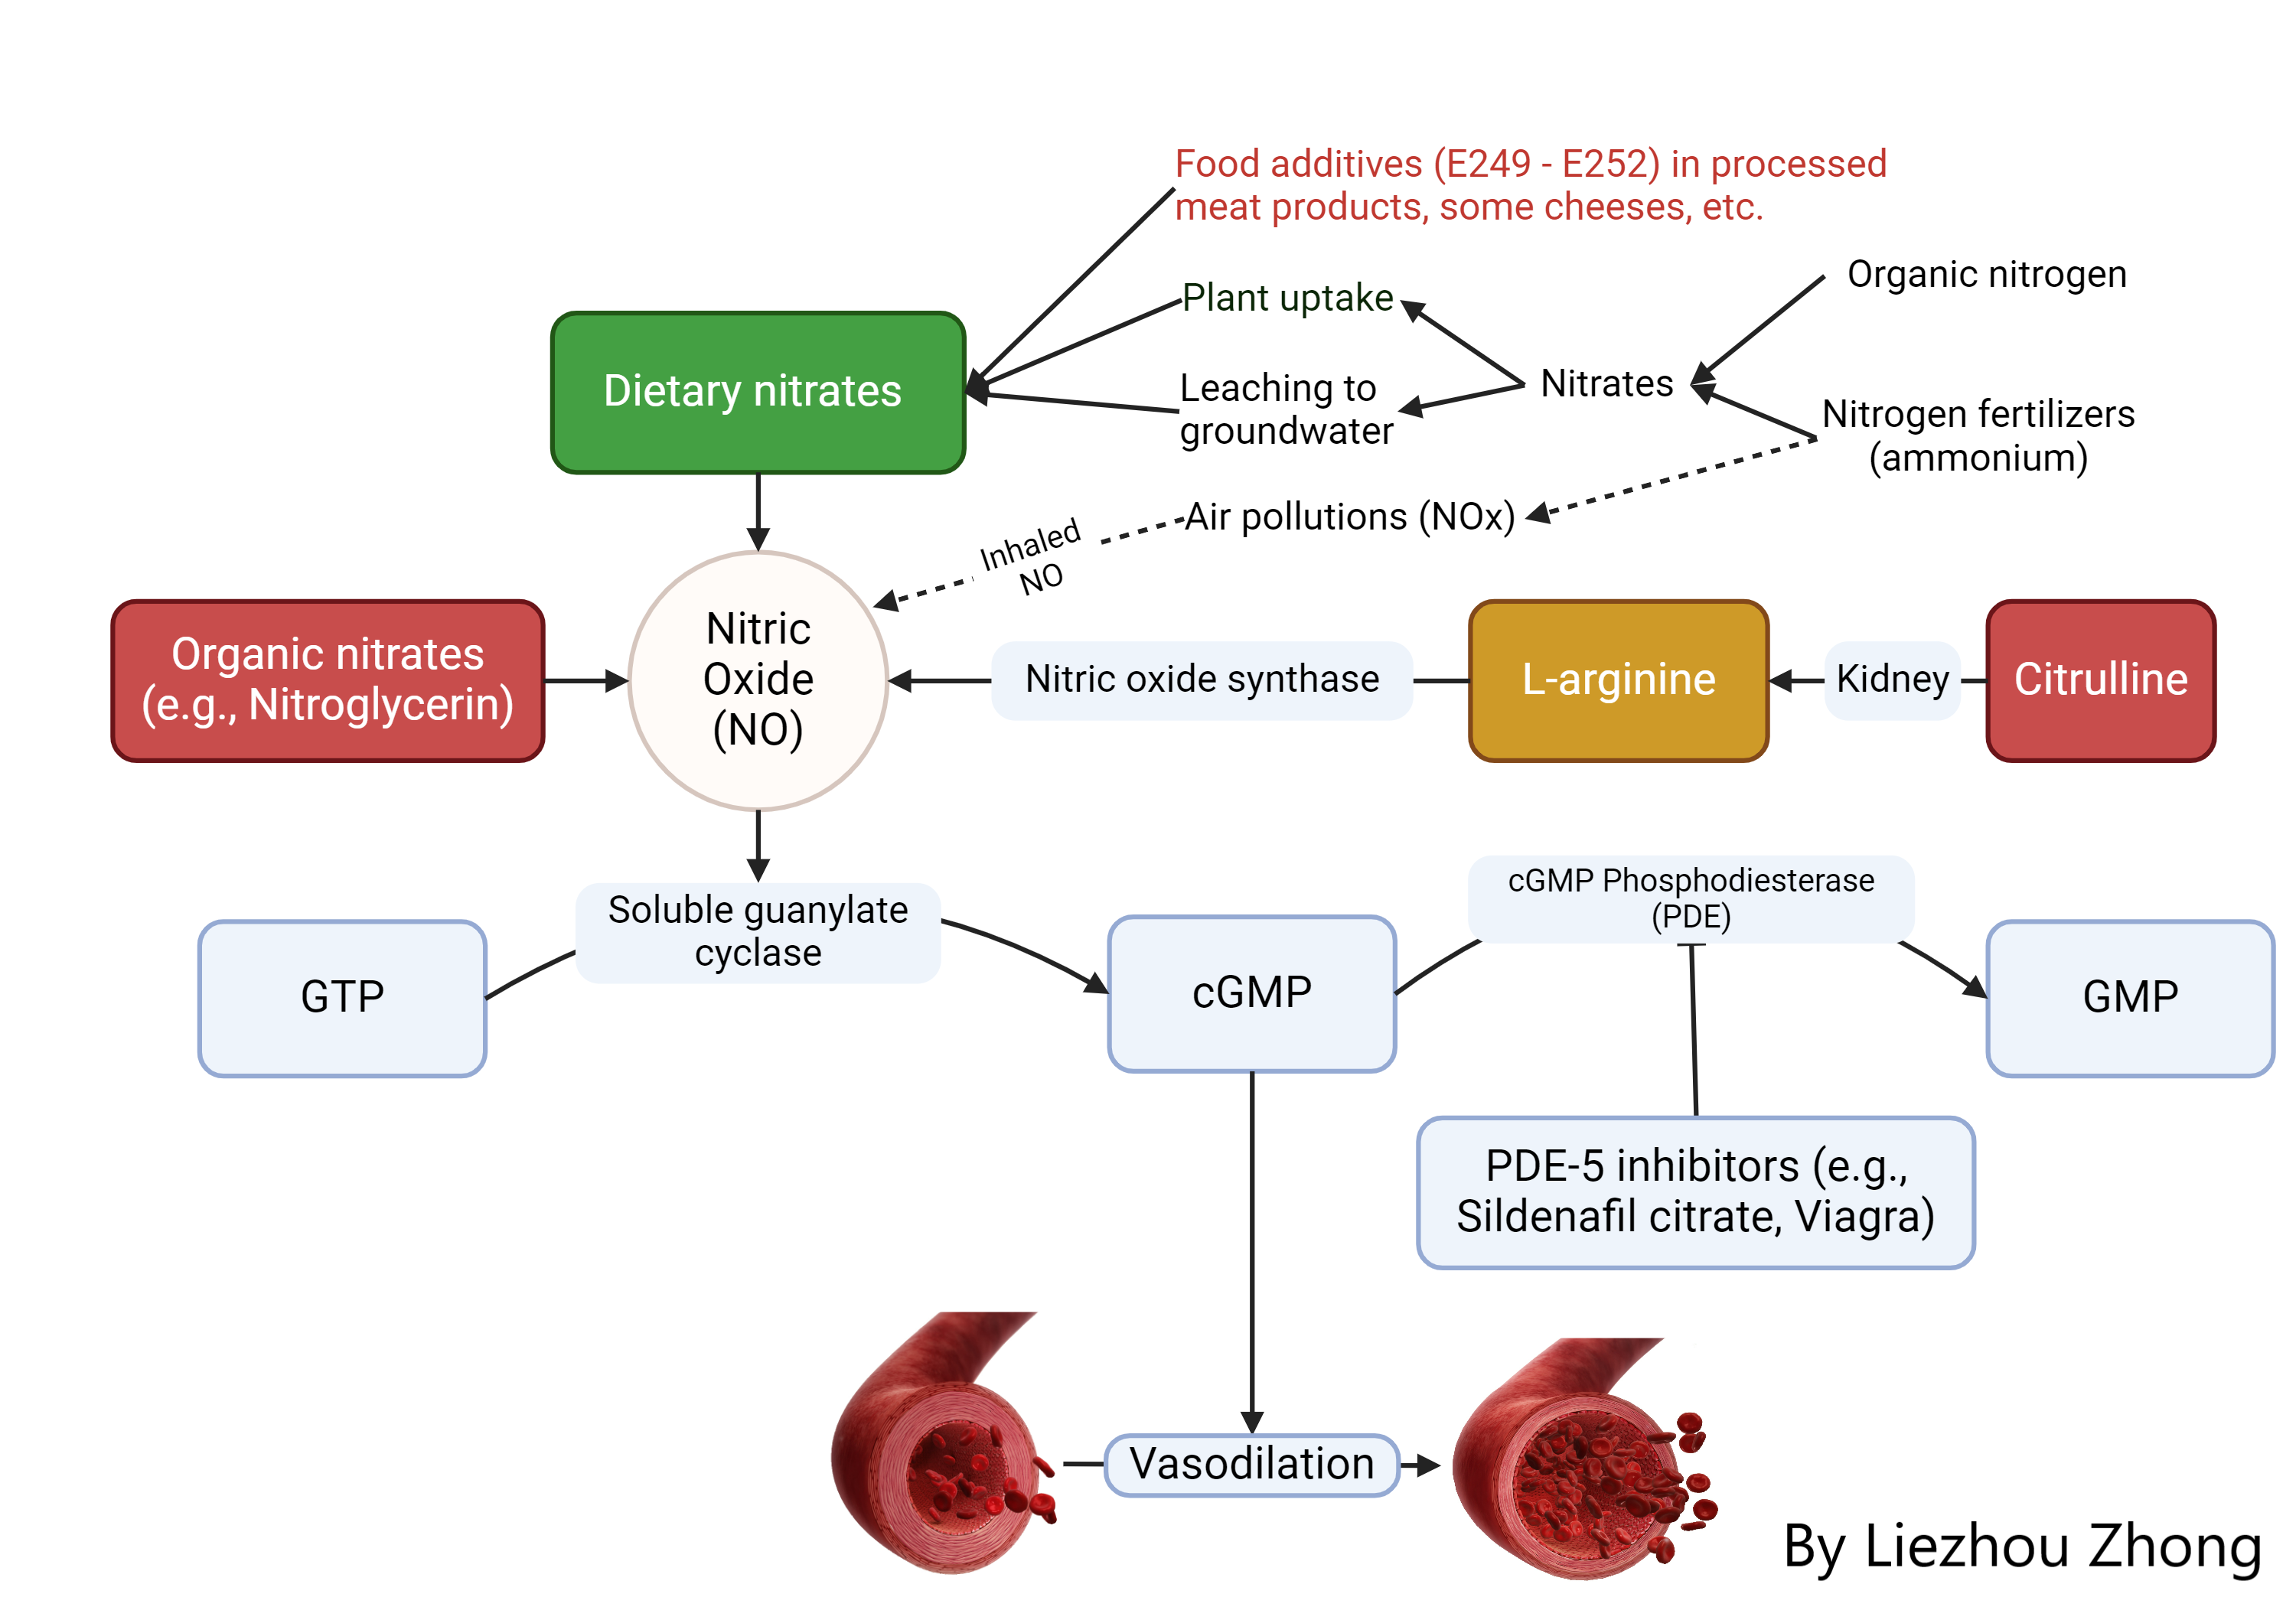 Food additives (E249 - E252) in processed
meat products, some cheeses, etc.
Organic nitrogen
Plant uptake
Dietary nitrates
Leaching to
groundwater
Nitrates
Nitrogen fertilizers
(ammonium)
Air pollutions (NOx)
Inhaled
NO
Organic nitrates
(e.g., Nitroglycerin)
Nitric
Oxide
(NO)
Nitric oxide synthase
L-arginine
Kidney
Citrulline
GTP
Soluble guanylate
cyclase
cGMP
cGMP Phosphodiesterase
(PDE)
GMP
PDE-5 inhibitors (e.g.,
Sildenafil citrate, Viagra)
Vasodilation
By Liezhou Zhong